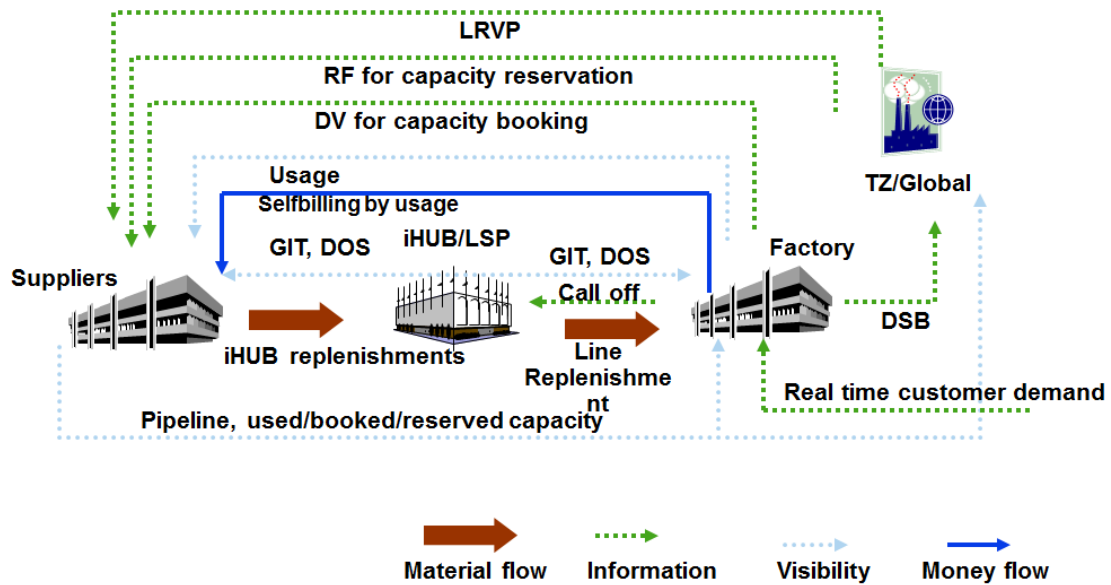 LRVP
RF for capacity reservation
DV for capacity booking
TZ/Global
Usage
Selfbilling by usage
iHUB/LSP
Factory
GIT, DOS
GIT, DOS
Suppliers
Call off
DSB
iHUB replenishments
Line
Replenishme
nt
Real time customer demand
Pipeline, used/booked/reserved capacity
Material flow
Information
Visibility
Money flow